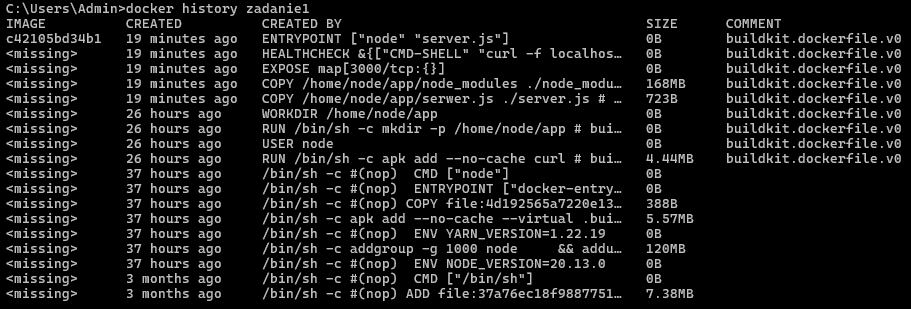 C:\Users\Admin>docker history zadanie1
IMAGE          CREATED          CREATED BY                                      SIZE      COMMENT
c42105bd34b1   19 minutes ago   ENTRYPOINT ["node" "server.js"]                 0B        buildkit.dockerfile.v0
<missing>      19 minutes ago   HEALTHCHECK &{["CMD-SHELL" "curl -f localhos…   0B        buildkit.dockerfile.v0
<missing>      19 minutes ago   EXPOSE map[3000/tcp:{}]                         0B        buildkit.dockerfile.v0
<missing>      19 minutes ago   COPY /home/node/app/node_modules ./node_modu…   168MB     buildkit.dockerfile.v0
<missing>      19 minutes ago   COPY /home/node/app/serwer.js ./server.js # …   723B      buildkit.dockerfile.v0
<missing>      26 hours ago     WORKDIR /home/node/app                          0B        buildkit.dockerfile.v0
<missing>      26 hours ago     RUN /bin/sh -c mkdir -p /home/node/app # bui…   0B        buildkit.dockerfile.v0
<missing>      26 hours ago     USER node                                       0B        buildkit.dockerfile.v0
<missing>      26 hours ago     RUN /bin/sh -c apk add --no-cache curl # bui…   4.44MB    buildkit.dockerfile.v0
<missing>      37 hours ago     /bin/sh -c #(nop)  CMD ["node"]                 0B
<missing>      37 hours ago     /bin/sh -c #(nop)  ENTRYPOINT ["docker-entry…   0B
<missing>      37 hours ago     /bin/sh -c #(nop) COPY file:4d192565a7220e13…   388B
<missing>      37 hours ago     /bin/sh -c apk add --no-cache --virtual .bui…   5.57MB
<missing>      37 hours ago     /bin/sh -c #(nop)  ENV YARN_VERSION=1.22.19     0B
<missing>      37 hours ago     /bin/sh -c addgroup -g 1000 node     && addu…   120MB
<missing>      37 hours ago     /bin/sh -c #(nop)  ENV NODE_VERSION=20.13.0     0B
<missing>      3 months ago     /bin/sh -c #(nop)  CMD ["/bin/sh"]              0B
<missing>      3 months ago     /bin/sh -c #(nop) ADD file:37a76ec18f9887751…   7.38MB